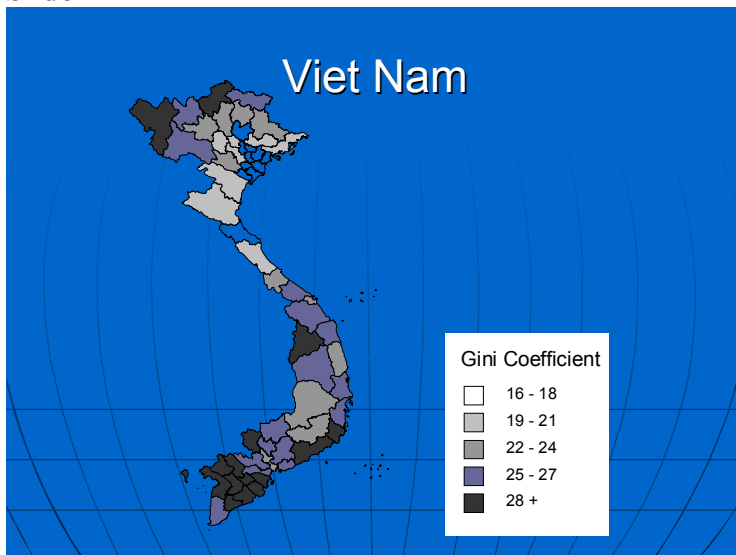 Viet Nam
Gini Coefficient
16 - 18
19 - 21
22 - 24
25 - 27
28 +